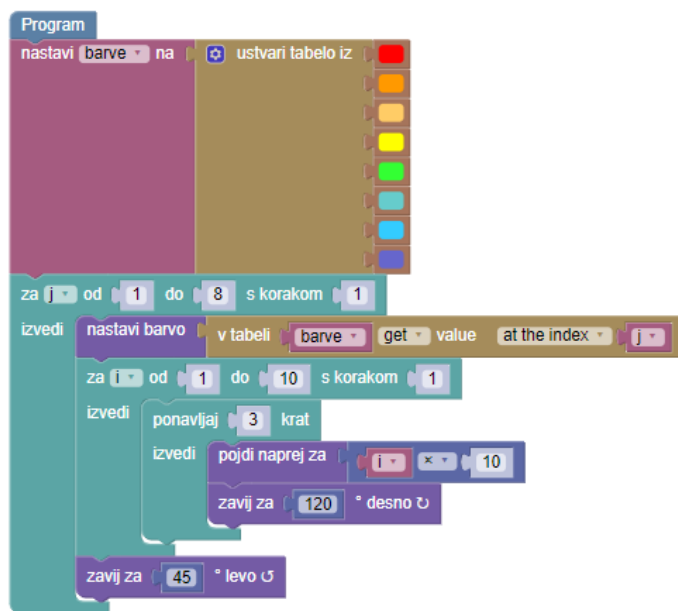 Program
nastavi barve na ustvari tabelo iz
za j od 1 do 8 s korakom 1
izvedi nastavi barvo v tabeli barve get value at the index j
za i od 1 do 10 s korakom 1
izvedi ponavljaj 3 krat
izvedi pojdi naprej za i × 10
zavij za 120 ° desno ↻
zavij za 45 ° levo ↺